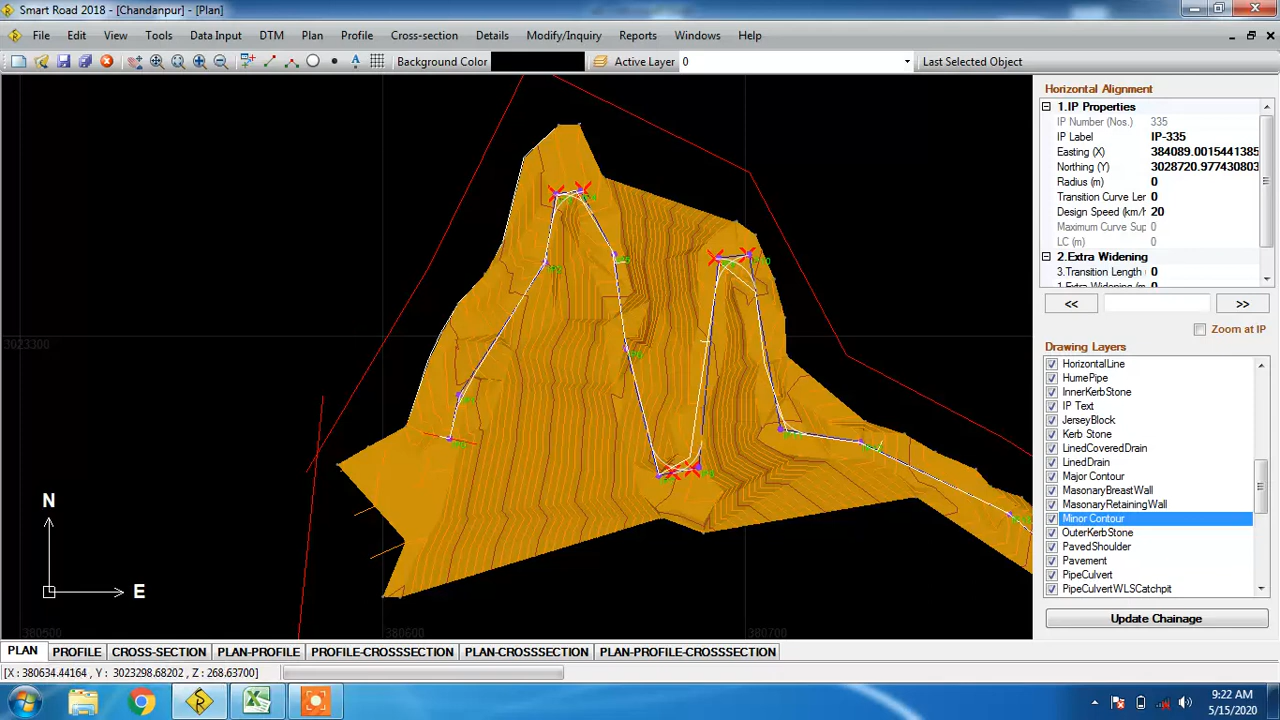 Smart Road 2018 - [Chandanpur] - [Plan]
File Edit View Tools Data Input DTM Plan Profile Cross-section Details Modify/Inquiry Reports Windows Help
A Background Color Active Layer 0 Last Selected Object
Horizontal Alignment
1.IP Properties
IP Number (Nos.) 335
IP Label IP-335
Easting (X) 384089.0015441385
Northing (Y) 3028720.977430803
Radius (m) 0
Transition Curve Ler 0
Design Speed (km/h 20
Maximum Curve Sup 0
LC (m) 0
2.Extra Widening
3.Transition Length ( 0
<< >>
Zoom at IP
Drawing Layers
HorizontalLine
HumePipe
InnerKerbStone
IP Text
JerseyBlock
Kerb Stone
LinedCoveredDrain
LinedDrain
Major Contour
MasonaryBreastWall
MasonaryRetainingWall
Minor Contour
OuterKerbStone
PavedShoulder
Pavement
PipeCulvert
PipeCulvertWLSCatchpit
Update Chainage
3023300
N
E
380500 380600 380700
PLAN PROFILE CROSS-SECTION PLAN-PROFILE PROFILE-CROSSSECTION PLAN-CROSSSECTION PLAN-PROFILE-CROSSSECTION
[X : 380634.44164 , Y : 3023298.68202 , Z : 268.63700]
9:22 AM
5/15/2020